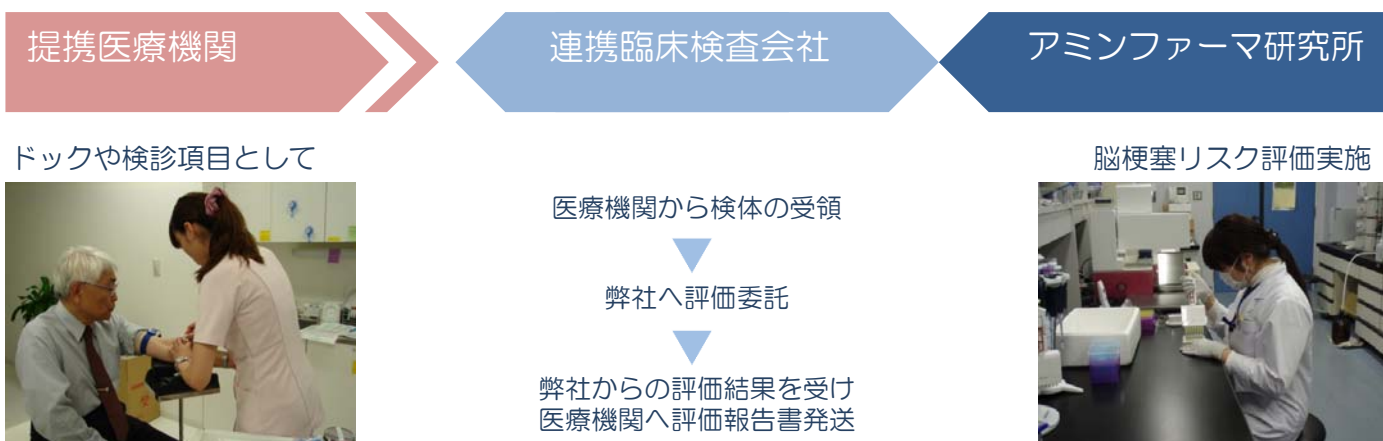 提携医療機関
連携臨床検査会社
アミンファーマ研究所
ドックや検診項目として
脳梗塞リスク評価実施
医療機関から検体の受領
弊社へ評価委託
弊社からの評価結果を受け
医療機関へ評価報告書発送